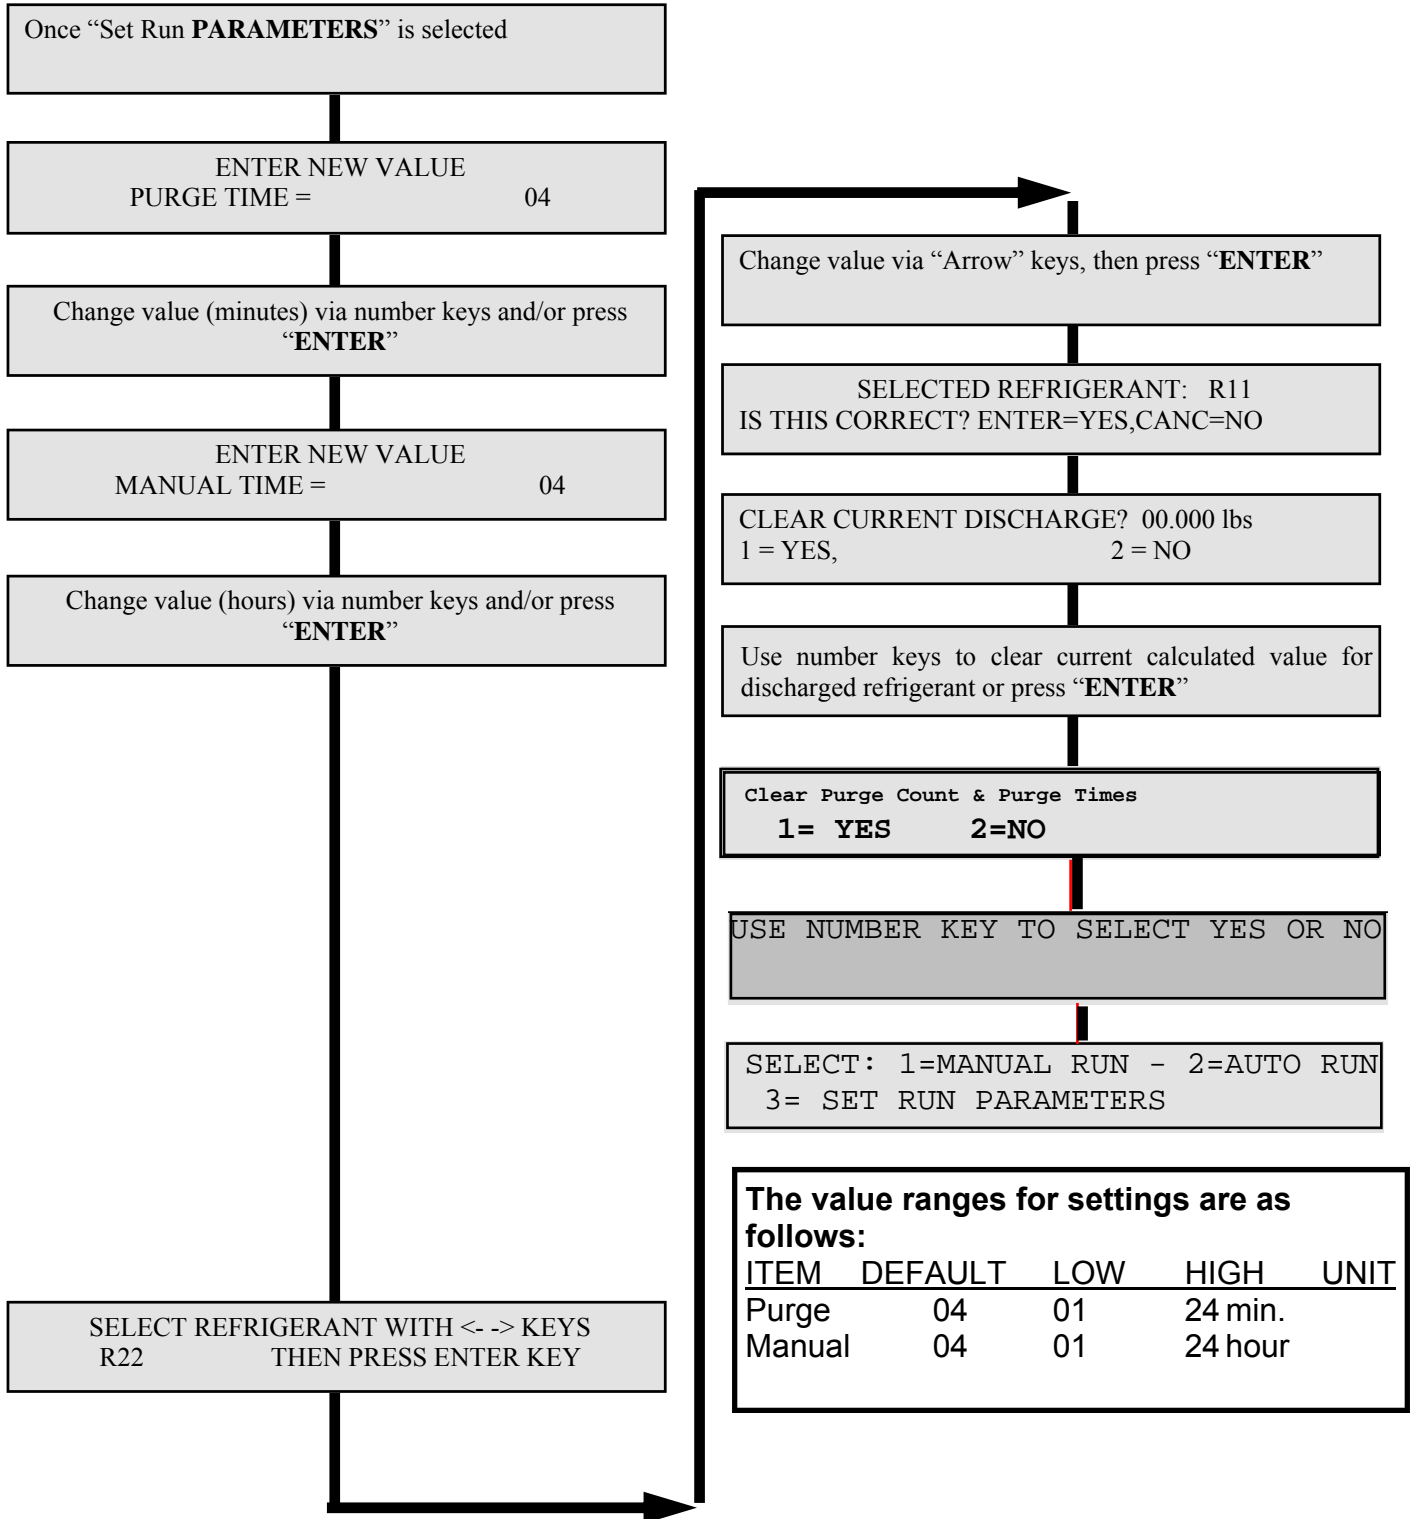 Once “Set Run PARAMETERS” is selected
ENTER NEW VALUE
PURGE TIME = 04
Change value (minutes) via number keys and/or press
“ENTER”
ENTER NEW VALUE
MANUAL TIME = 04
Change value (hours) via number keys and/or press
“ENTER”
SELECT REFRIGERANT WITH <- -> KEYS
R22 THEN PRESS ENTER KEY
Change value via “Arrow” keys, then press “ENTER”
SELECTED REFRIGERANT: R11
IS THIS CORRECT? ENTER=YES,CANC=NO
CLEAR CURRENT DISCHARGE? 00.000 lbs
1 = YES, 2 = NO
Use number keys to clear current calculated value for
discharged refrigerant or press “ENTER”
Clear Purge Count & Purge Times
1= YES 2=NO
USE NUMBER KEY TO SELECT YES OR NO
SELECT: 1=MANUAL RUN - 2=AUTO RUN
3= SET RUN PARAMETERS
The value ranges for settings are as
follows:
ITEM DEFAULT LOW HIGH UNIT
Purge 04 01 24 min.
Manual 04 01 24 hour